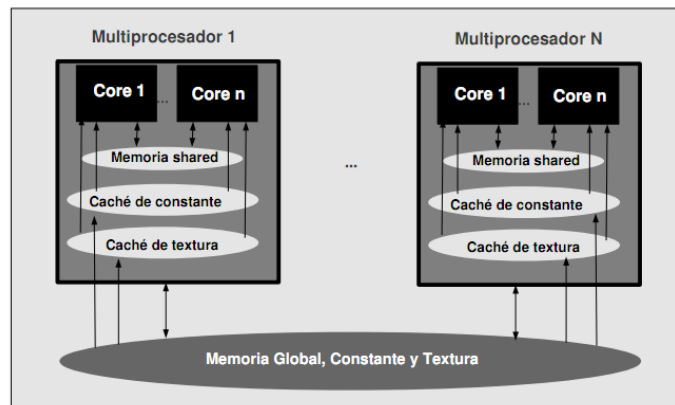 Multiprocesador 1
Core 1 ... Core n
Memoria shared
Caché de constante
Caché de textura
...
Multiprocesador N
Core 1 ... Core n
Memoria shared
Caché de constante
Caché de textura
Memoria Global, Constante y Textura